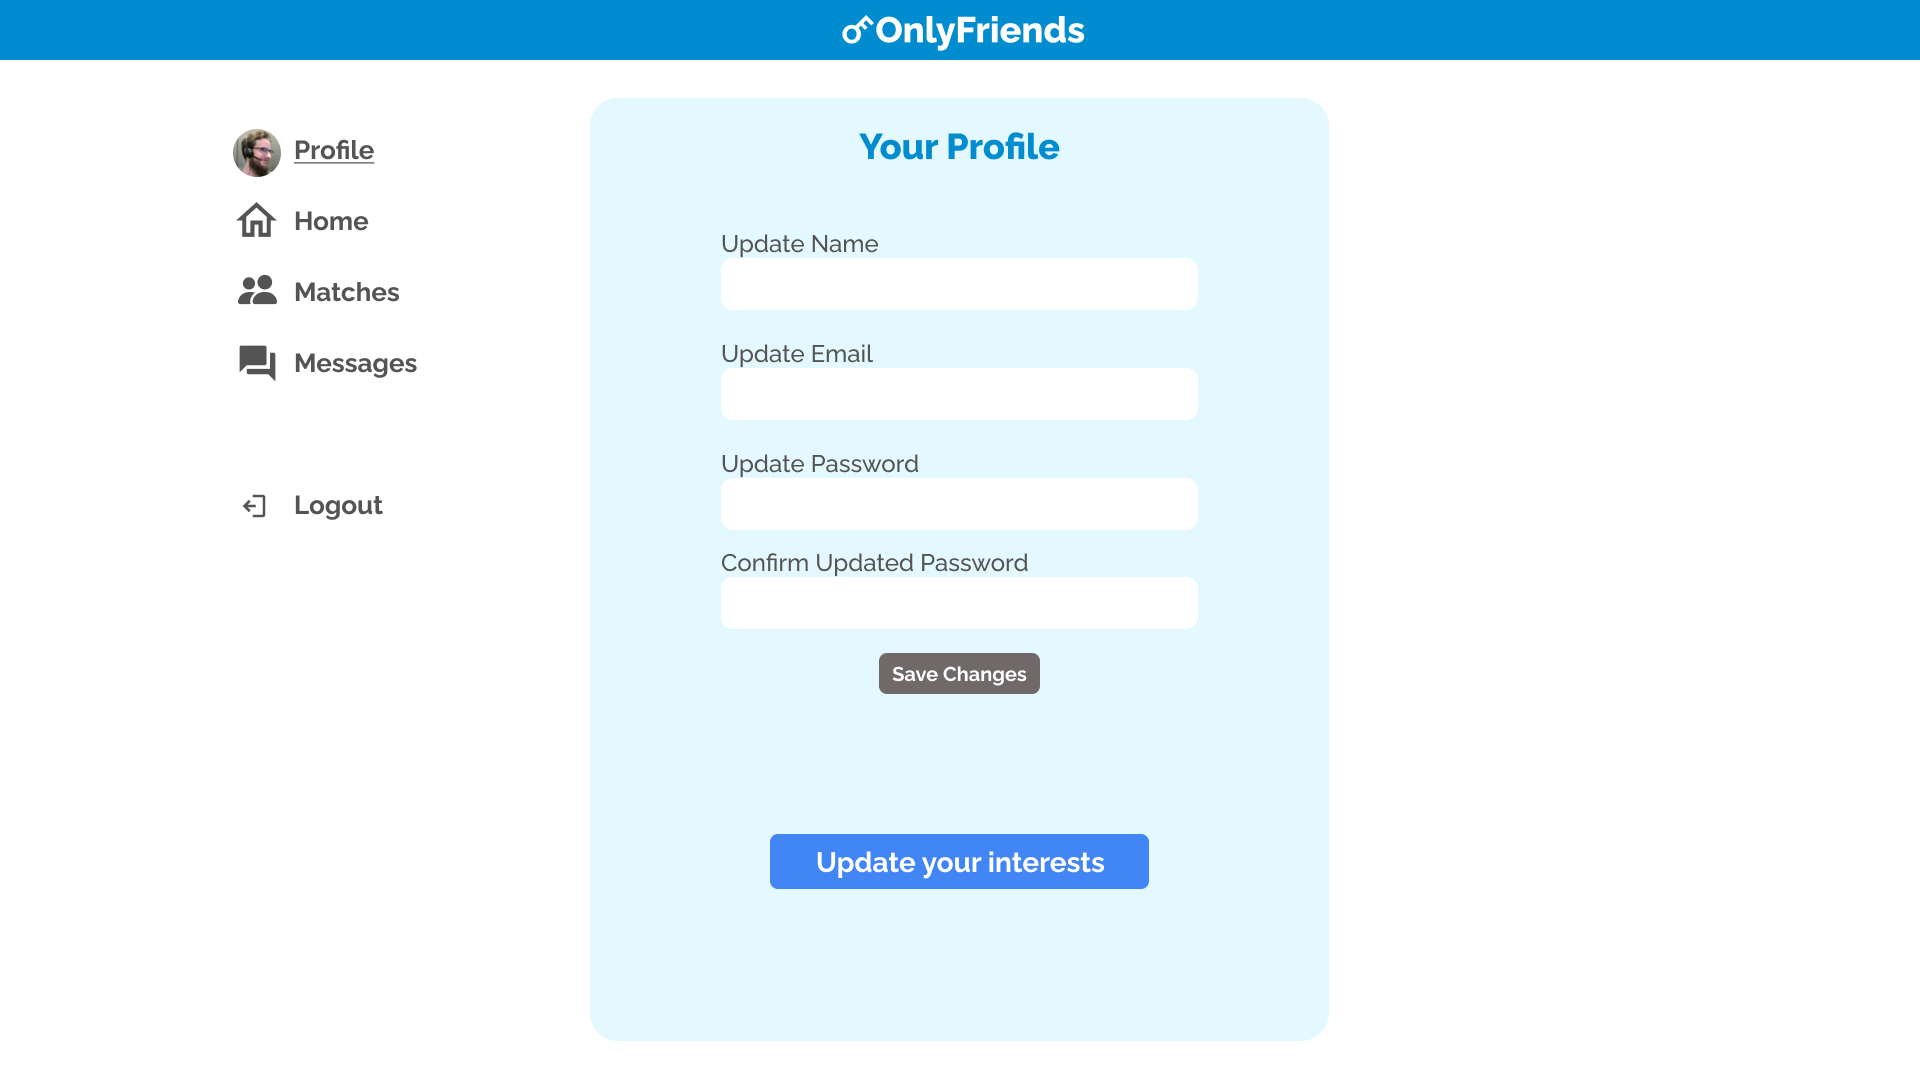 OnlyFriends
Profile
Home
Matches
Messages
Logout
Your Profile
Update Name
Update Email
Update Password
Confirm Updated Password
Save Changes
Update your interests